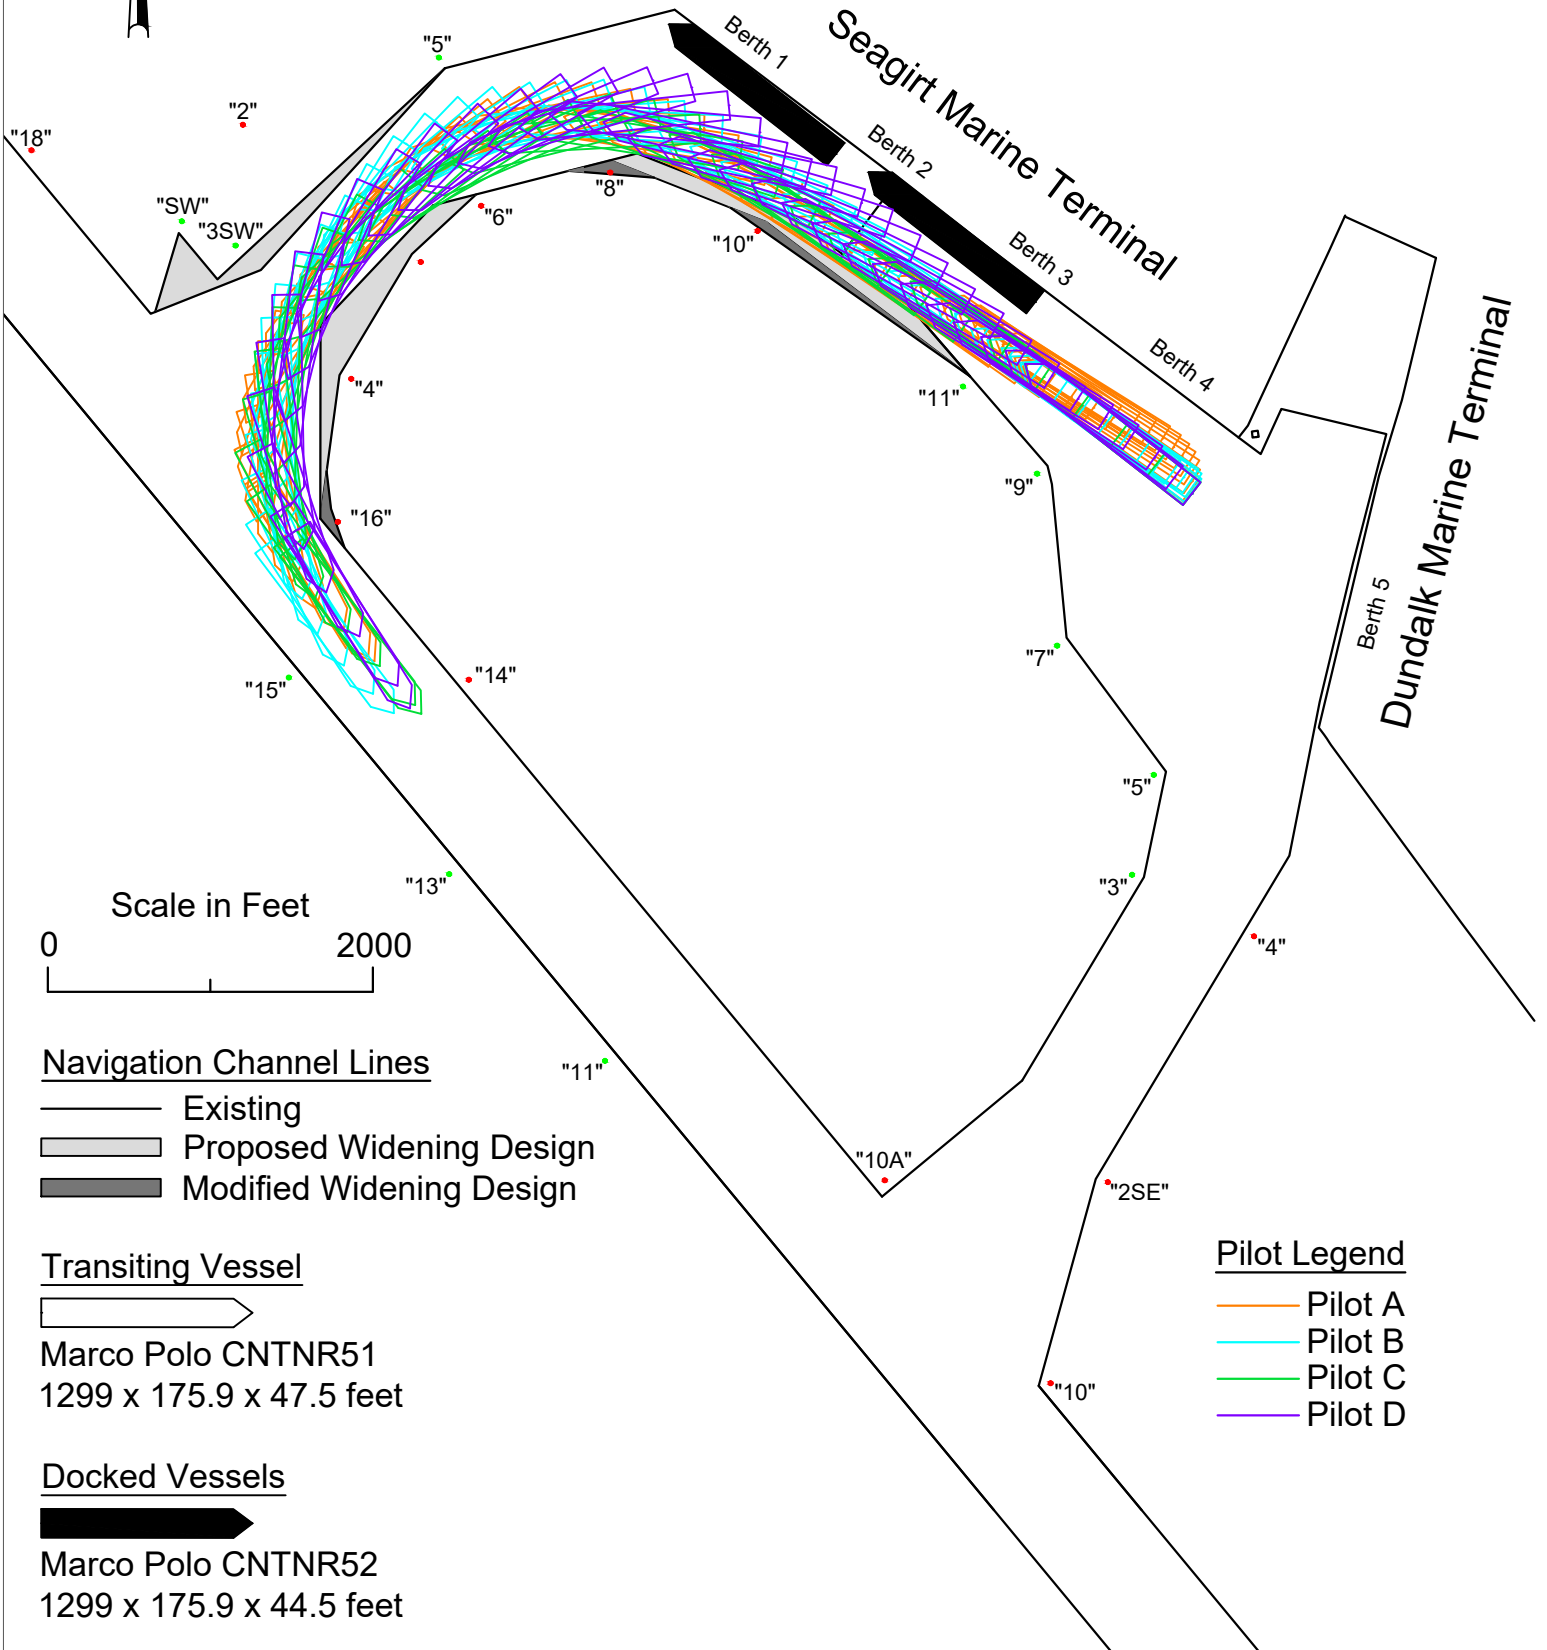 "5"
Berth 1
Seagirt Marine Terminal
"2"
"18"
Berth 2
"8"
"SW"
"3SW"
"6"
"10"
Berth 3
Berth 4
"4"
"11"
"9"
"16"
Dundalk Marine Terminal
Berth 5
"7"
"14"
"15"
"5"
"13"
"3"
Scale in Feet
0 2000
"4"
Navigation Channel Lines
Existing
Proposed Widening Design
Modified Widening Design
"11"
"10A"
"2SE"
Transiting Vessel
Marco Polo CNTNR51
1299 x 175.9 x 47.5 feet
Pilot Legend
Pilot A
Pilot B
Pilot C
Pilot D
"10"
Docked Vessels
Marco Polo CNTNR52
1299 x 175.9 x 44.5 feet